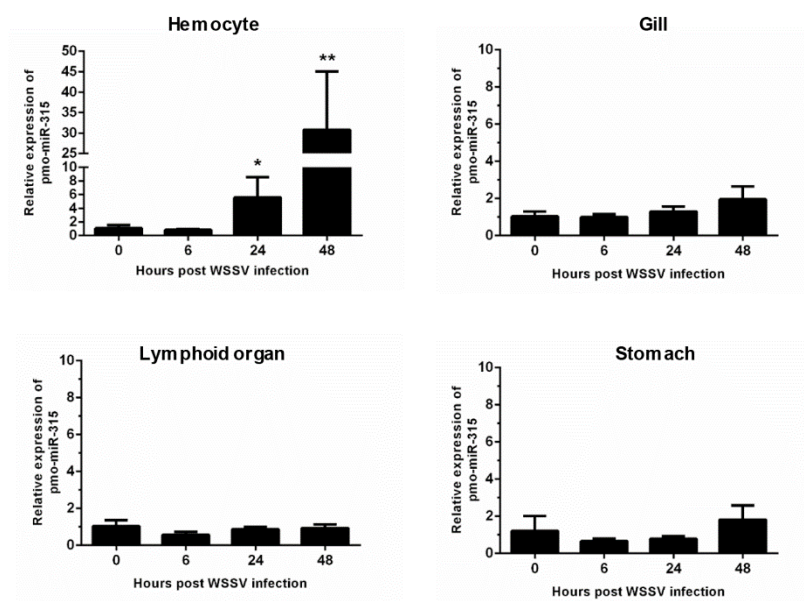 Hemocyte
Relative expression of
pmo-miR-315
50
45
40
35
30
25
10
8
6
4
2
0
*
**
0 6 24 48
Hours post WSSV infection
Gill
Relative expression of
pmo-miR-315
10
8
6
4
2
0
0 6 24 48
Hours post WSSV infection
Lymphoid organ
Relative expression of
pmo-miR-315
10
8
6
4
2
0
0 6 24 48
Hours post WSSV infection
Stomach
Relative expression of
pmo-miR-315
10
8
6
4
2
0
0 6 24 48
Hours post WSSV infection